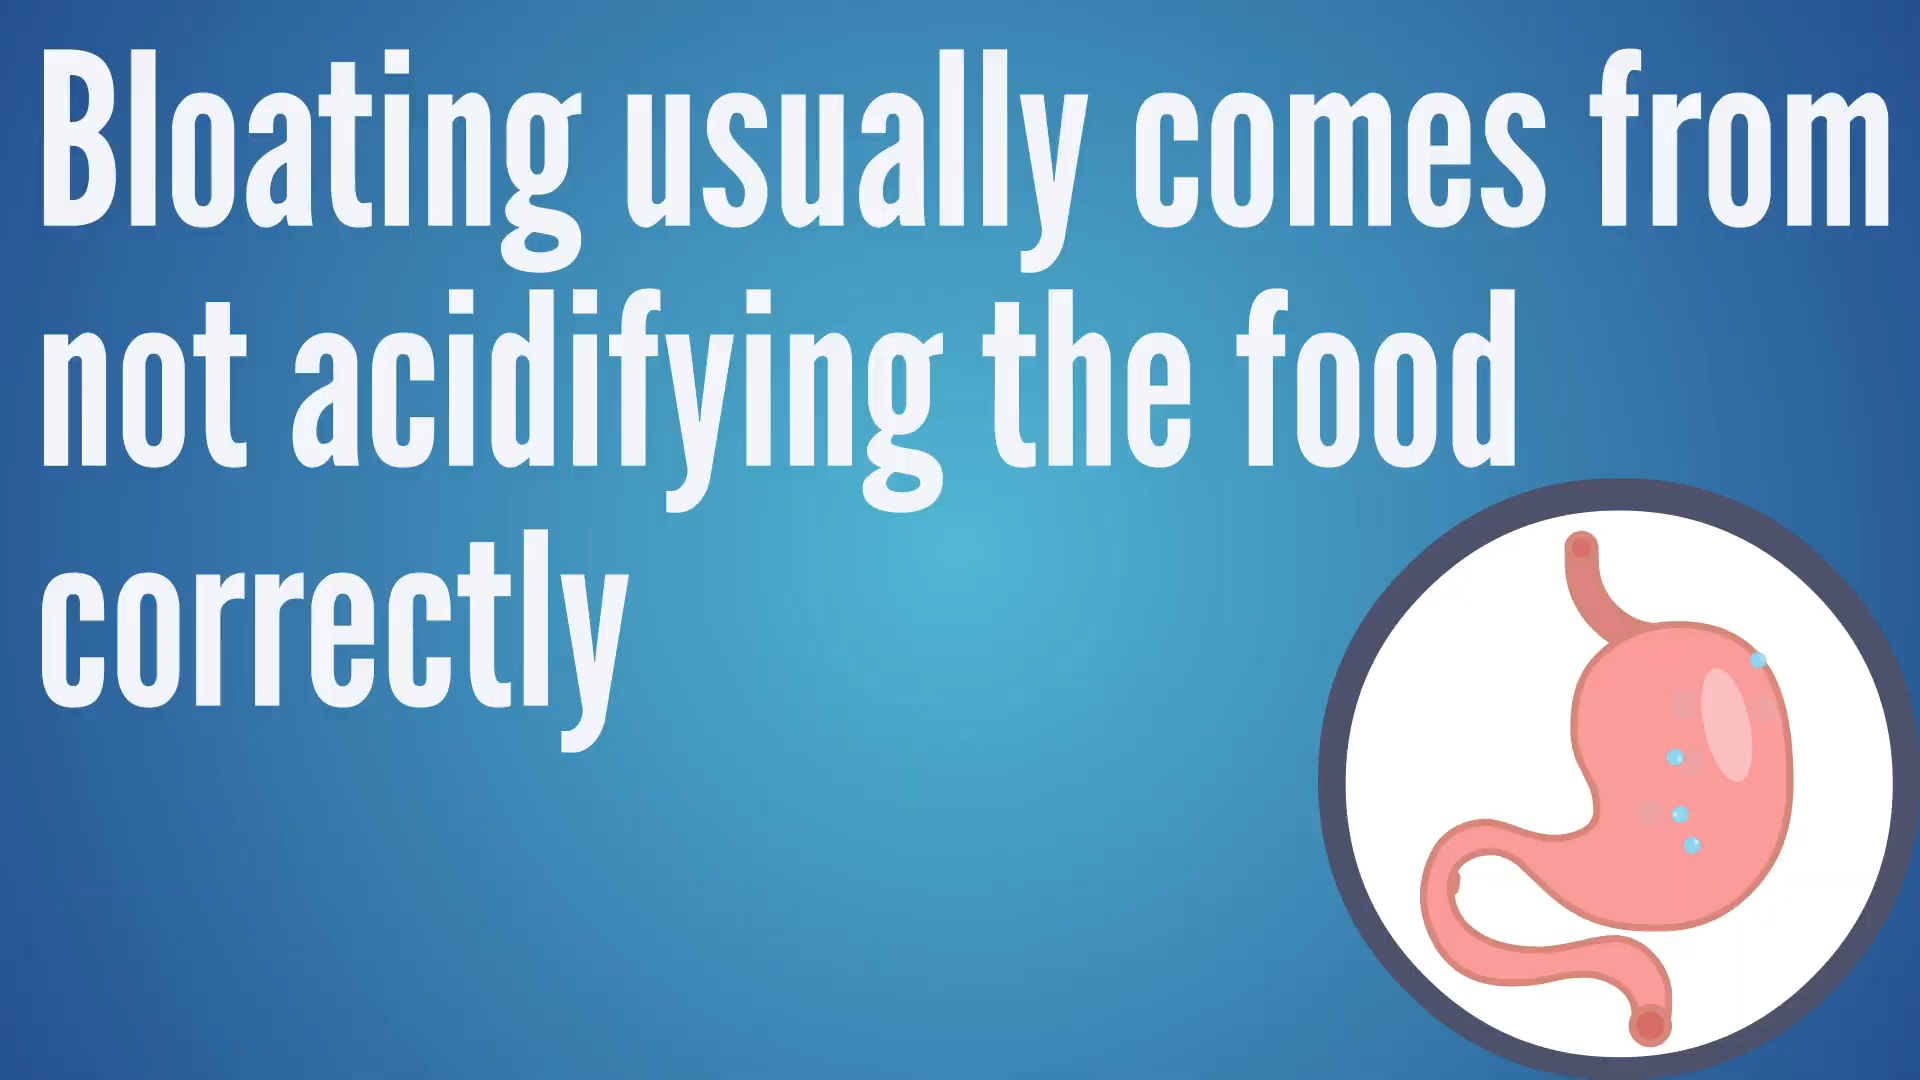 Bloating usually comes from
not acidifying the food
correctly